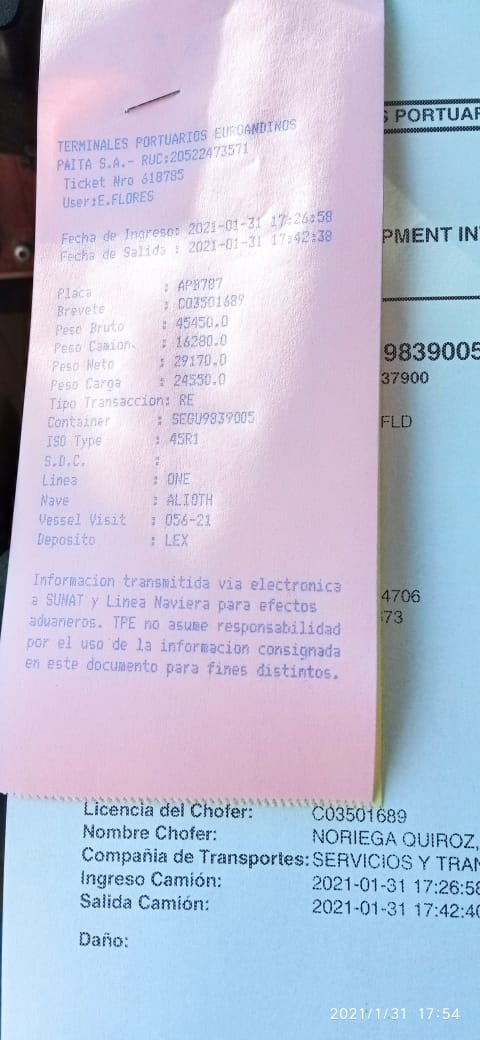 TERMINALES PORTUARIOS EUROANDINOS
PAITA S.A.- RUC:20522473571
Ticket Nro 618785
User:E.FLORES
Fecha de Ingreso: 2021-01-31 17:26:58
Fecha de Salida : 2021-01-31 17:42:38
Placa : APB787
Brevete : C03501689
Peso Bruto : 45450.0
Peso Camion. : 16280.0
Peso Neto : 29170.0
Peso Carga : 24550.0
Tipo Transaccion: RE
Container : SEGU9839005
ISO Type : 45R1
S.D.C. :
Linea : ONE
Nave : ALIOTH
Vessel Visit : 056-21
Deposito : LEX
Informacion transmitida via electronica
a SUNAT y Linea Naviera para efectos
aduaneros. TPE no asume responsabilidad
por el uso de la informacion consignada
en este documento para fines distintos.
S PORTUAR
PMENT IN
9839005
37900
FLD
4706
373
Licencia del Chofer: C03501689
Nombre Chofer: NORIEGA QUIROZ,
Compañia de Transportes: SERVICIOS Y TRAN
Ingreso Camión: 2021-01-31 17:26:58
Salida Camión: 2021-01-31 17:42:40
Daño:
2021/1/31 17:54